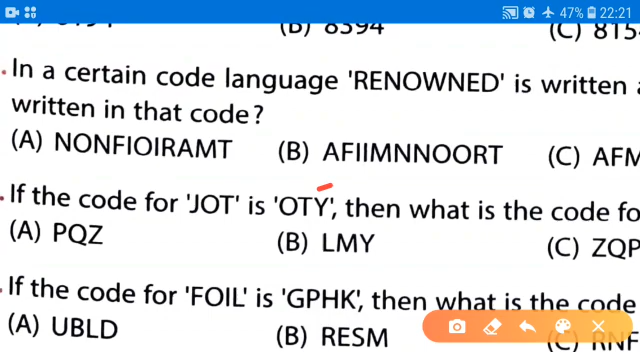 47% 22:21
(B) 8394 (C) 815
In a certain code language 'RENOWNED' is written
written in that code?
(A) NONFIOIRAMT (B) AFIIMNNOORT (C) AFM
If the code for 'JOT' is 'OTY', then what is the code fo
(A) PQZ (B) LMY (C) ZQP
If the code for 'FOIL' is 'GPHK', then what is the code
(A) UBLD (B) RESM (C) RNF